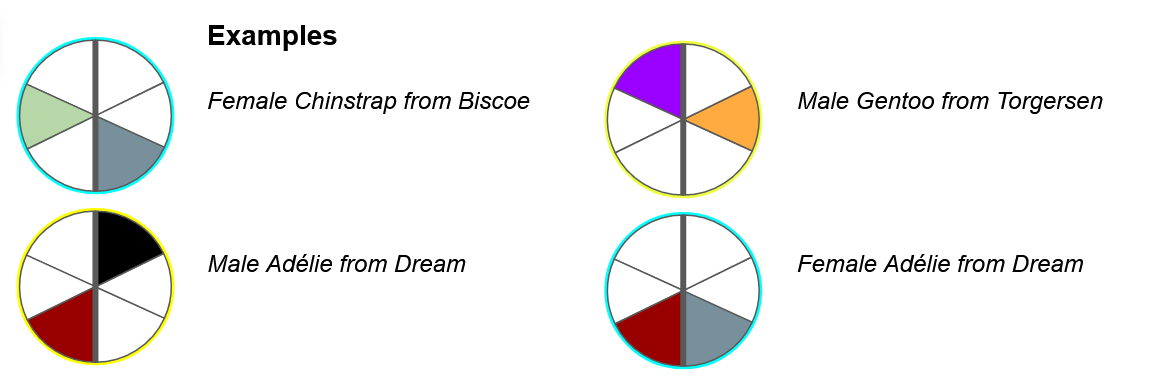 Examples
Female Chinstrap from Biscoe
Male Gentoo from Torgersen
Male Adélie from Dream
Female Adélie from Dream